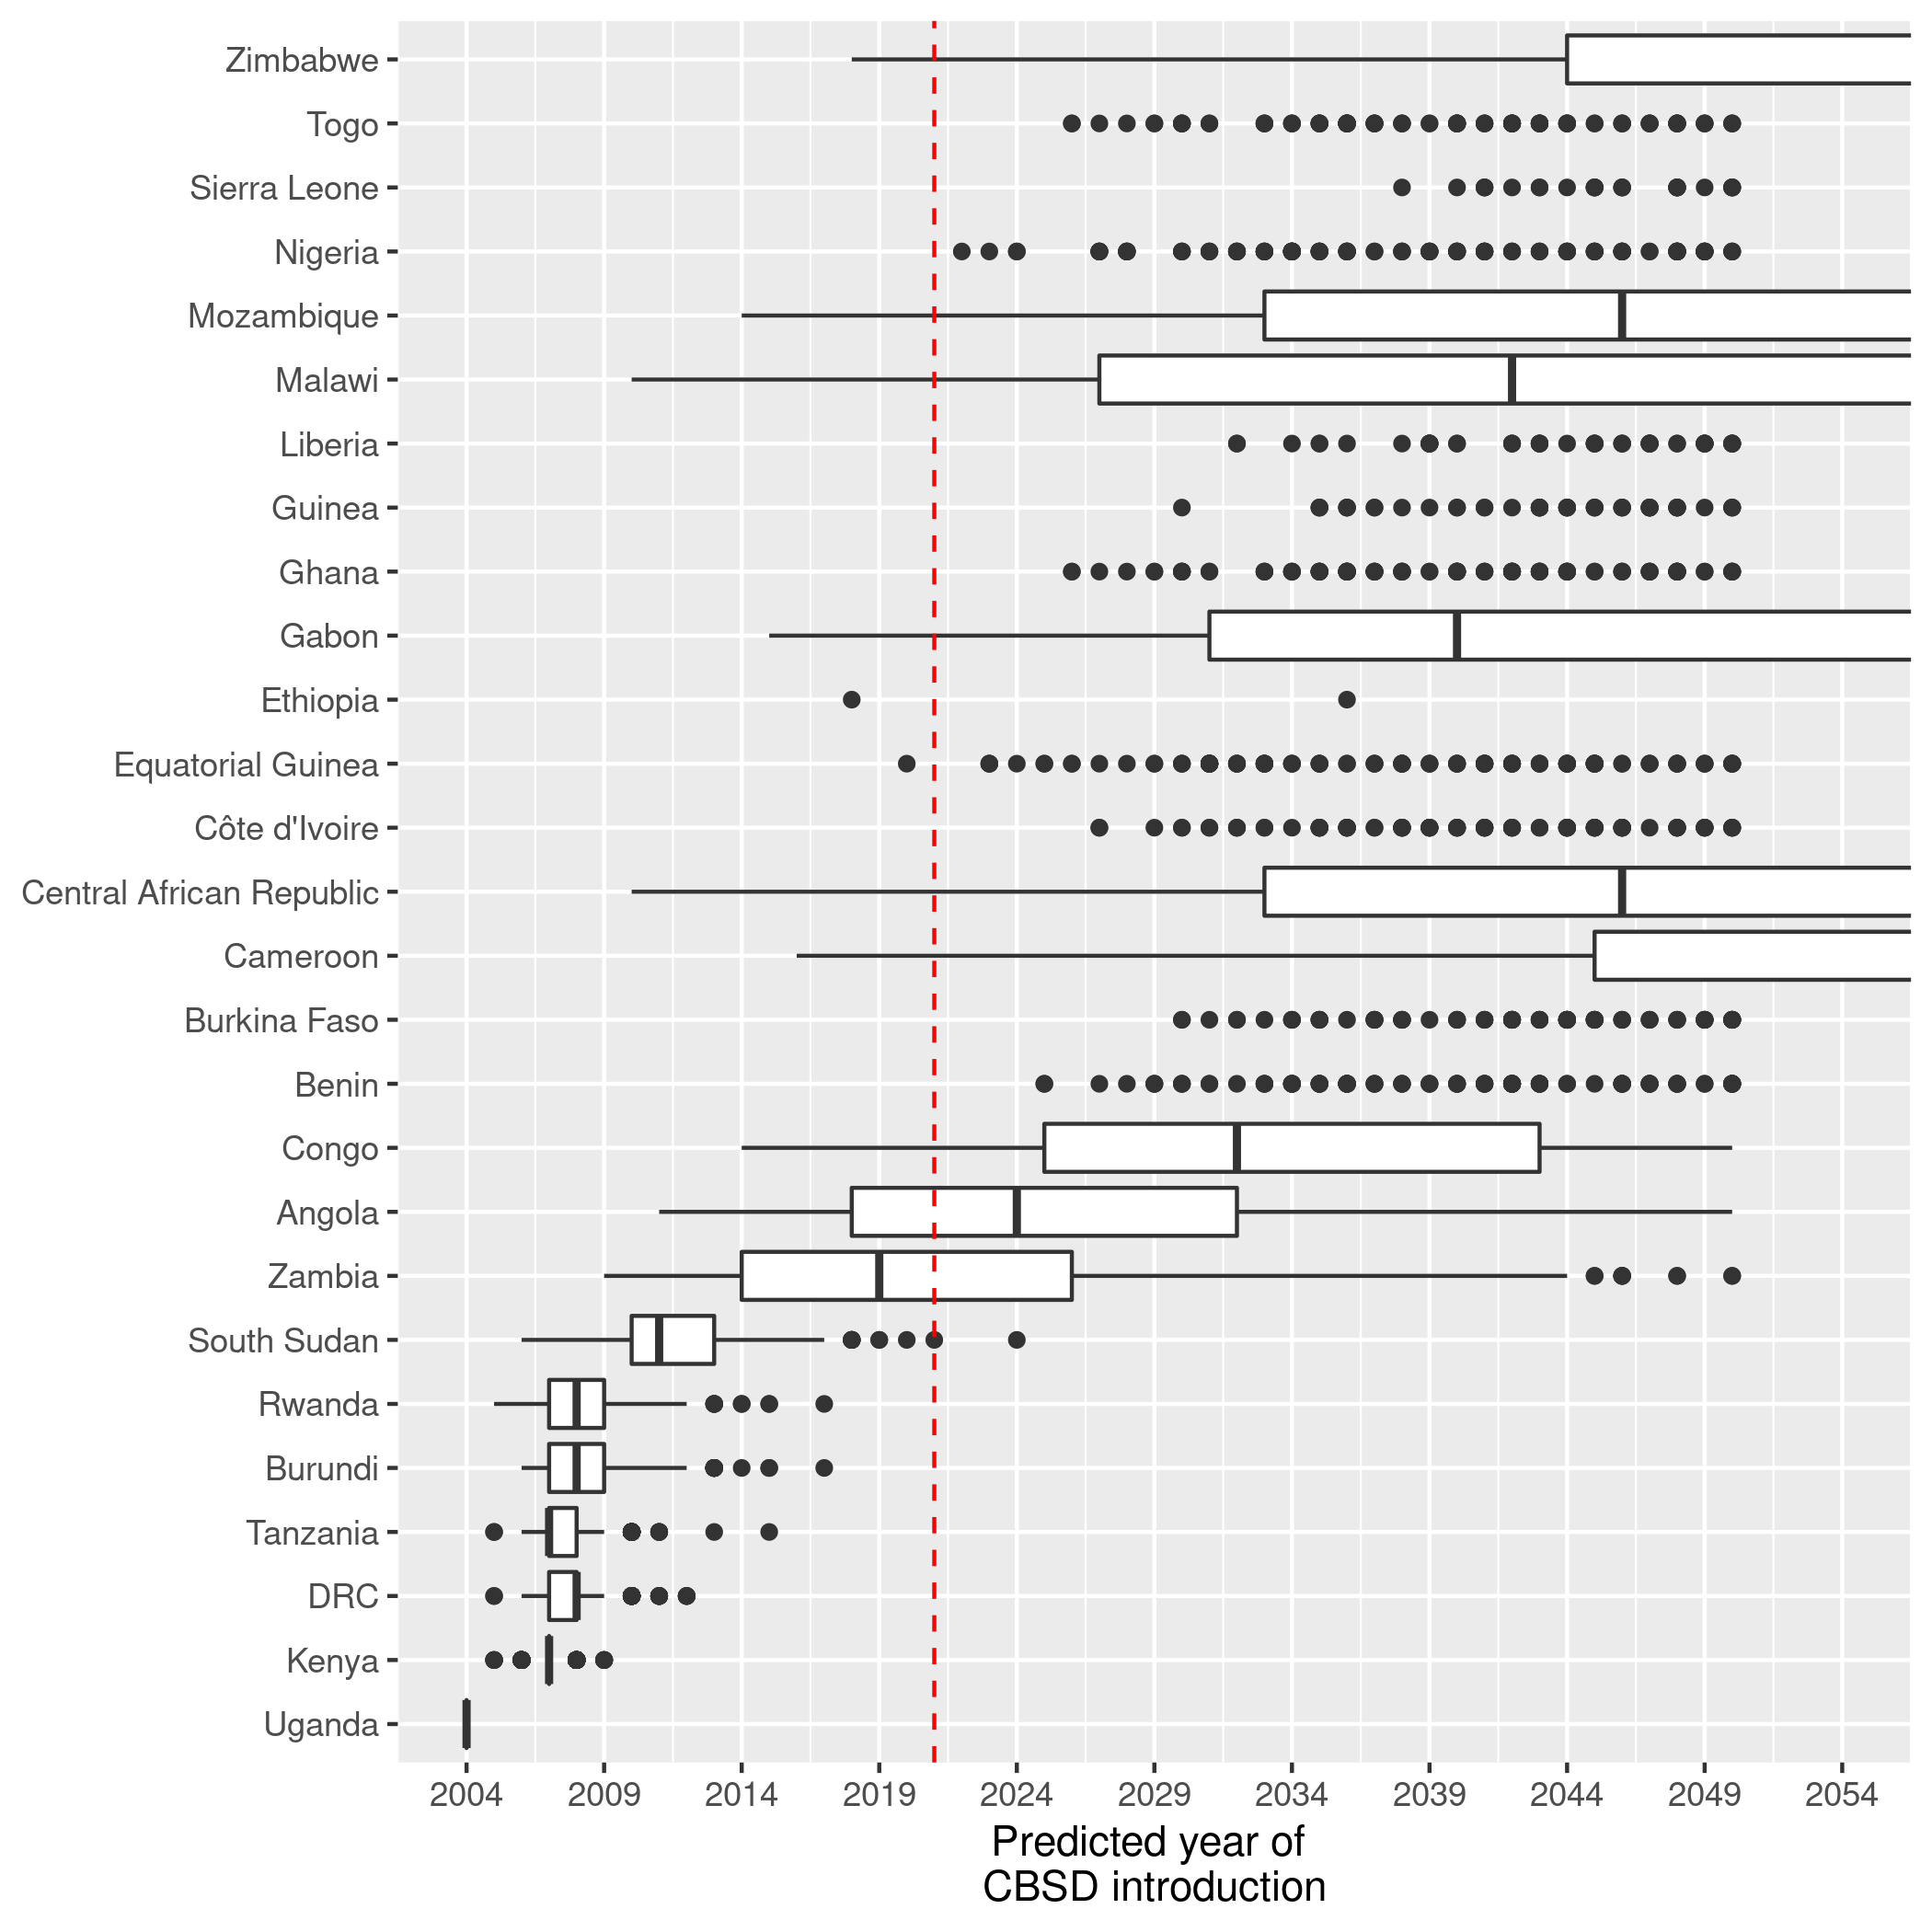 Zimbabwe
Togo
Sierra Leone
Nigeria
Mozambique
Malawi
Liberia
Guinea
Ghana
Gabon
Ethiopia
Equatorial Guinea
Côte d'Ivoire
Central African Republic
Cameroon
Burkina Faso
Benin
Congo
Angola
Zambia
South Sudan
Rwanda
Burundi
Tanzania
DRC
Kenya
Uganda
2004 2009 2014 2019 2024 2029 2034 2039 2044 2049 2054
Predicted year of
CBSD introduction